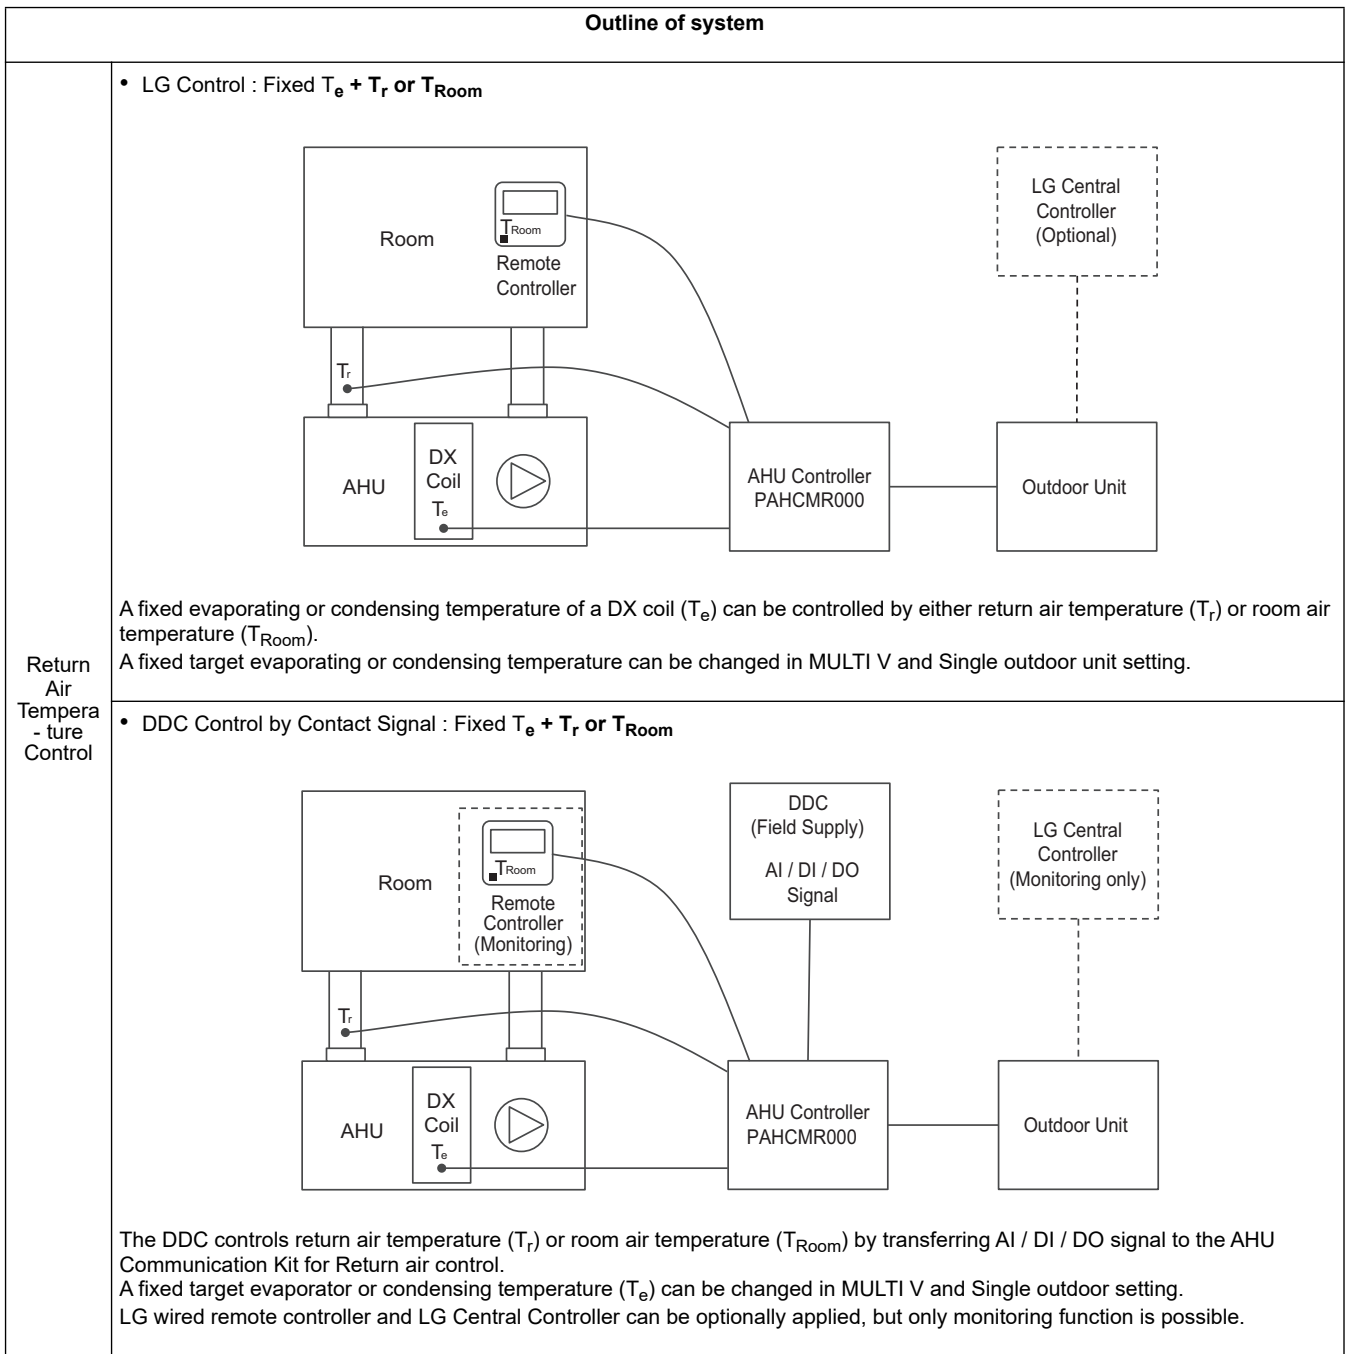 Outline of system
Return
Air
Tempera
- ture
Control
• LG Control : Fixed Te + Tr or TRoom
Room
TRoom
Remote
Controller
LG Central
Controller
(Optional)
Tr
AHU
DX
Coil
Te
AHU Controller
PAHCMR000
Outdoor Unit
A fixed evaporating or condensing temperature of a DX coil (Te) can be controlled by either return air temperature (Tr) or room air
temperature (TRoom).
A fixed target evaporating or condensing temperature can be changed in MULTI V and Single outdoor unit setting.
• DDC Control by Contact Signal : Fixed Te + Tr or TRoom
Room
TRoom
Remote
Controller
(Monitoring)
DDC
(Field Supply)
AI / DI / DO
Signal
LG Central
Controller
(Monitoring only)
Tr
AHU
DX
Coil
Te
AHU Controller
PAHCMR000
Outdoor Unit
The DDC controls return air temperature (Tr) or room air temperature (TRoom) by transferring AI / DI / DO signal to the AHU
Communication Kit for Return air control.
A fixed target evaporator or condensing temperature (Te) can be changed in MULTI V and Single outdoor setting.
LG wired remote controller and LG Central Controller can be optionally applied, but only monitoring function is possible.